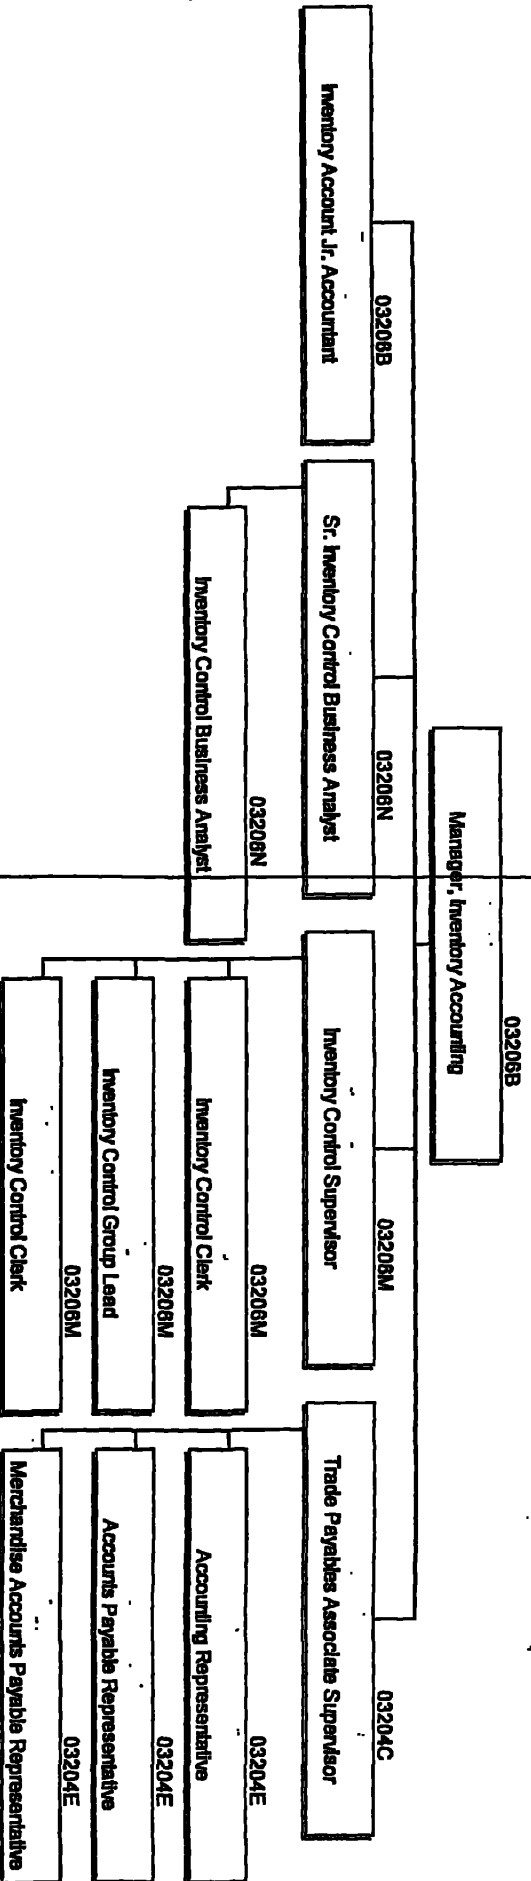 03206B
Manager, Inventory Accounting
03206B
Inventory Account Jr. Accountant
03206N
Sr. Inventory Control Business Analyst
03206N
Inventory Control Business Analyst
03206M
Inventory Control Supervisor
03206M
Inventory Control Clerk
03206M
Inventory Control Group Lead
03206M
Inventory Control Clerk
03204C
Trade Payables Associate Supervisor
03204E
Accounting Representative
03204E
Accounts Payable Representative
03204E
Merchandise Accounts Payable Representative